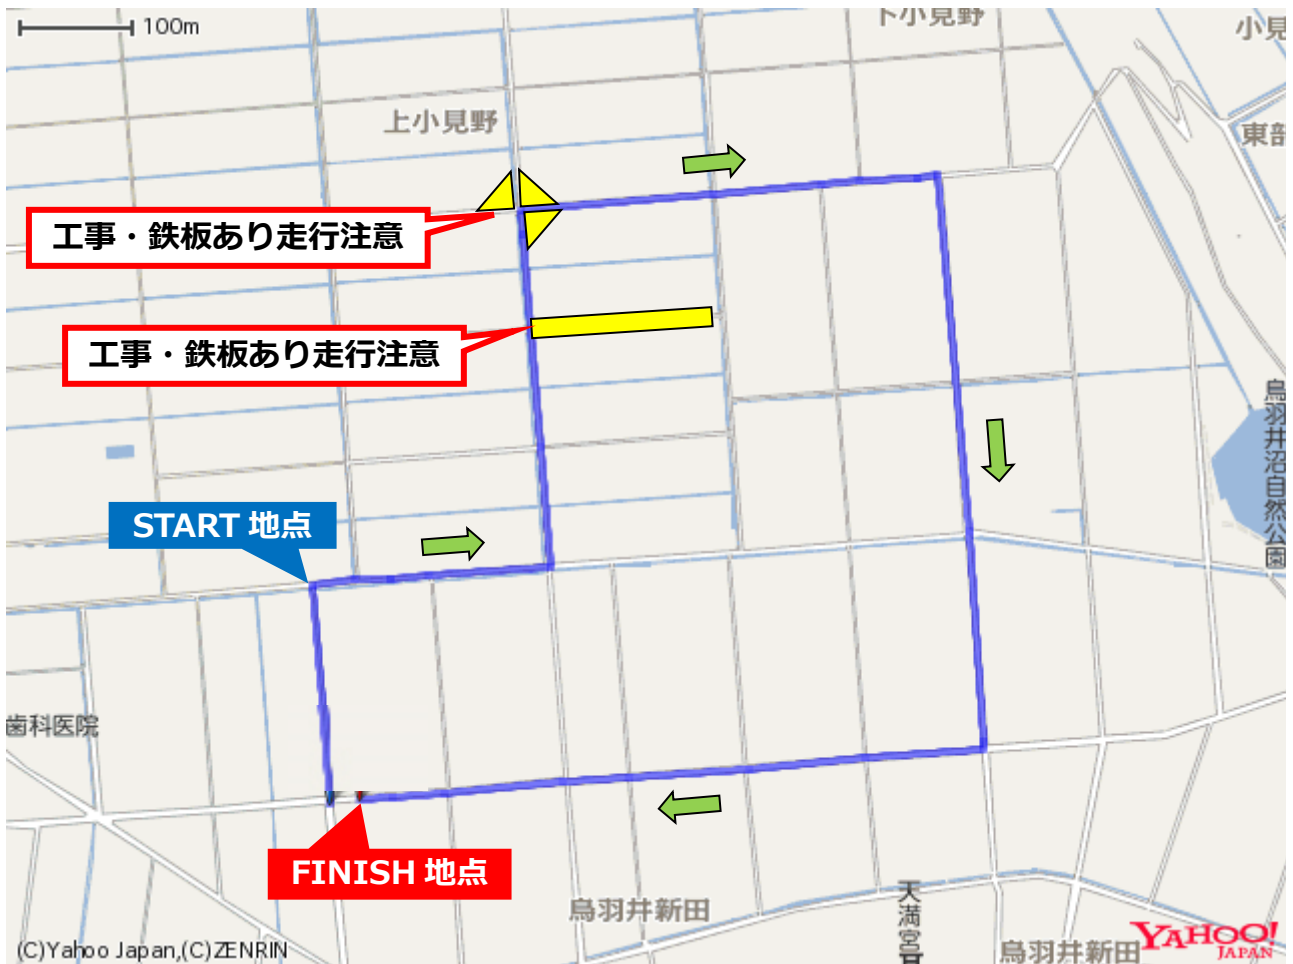 100m
下小見野
小見
上小見野
東部
工事・鉄板あり走行注意
工事・鉄板あり走行注意
鳥羽井沼自然公園
START 地点
歯科医院
FINISH 地点
鳥羽井新田
天満宮
鳥羽井新田
YAHOO!
JAPAN
(C)Yahoo Japan,(C)ZENRIN